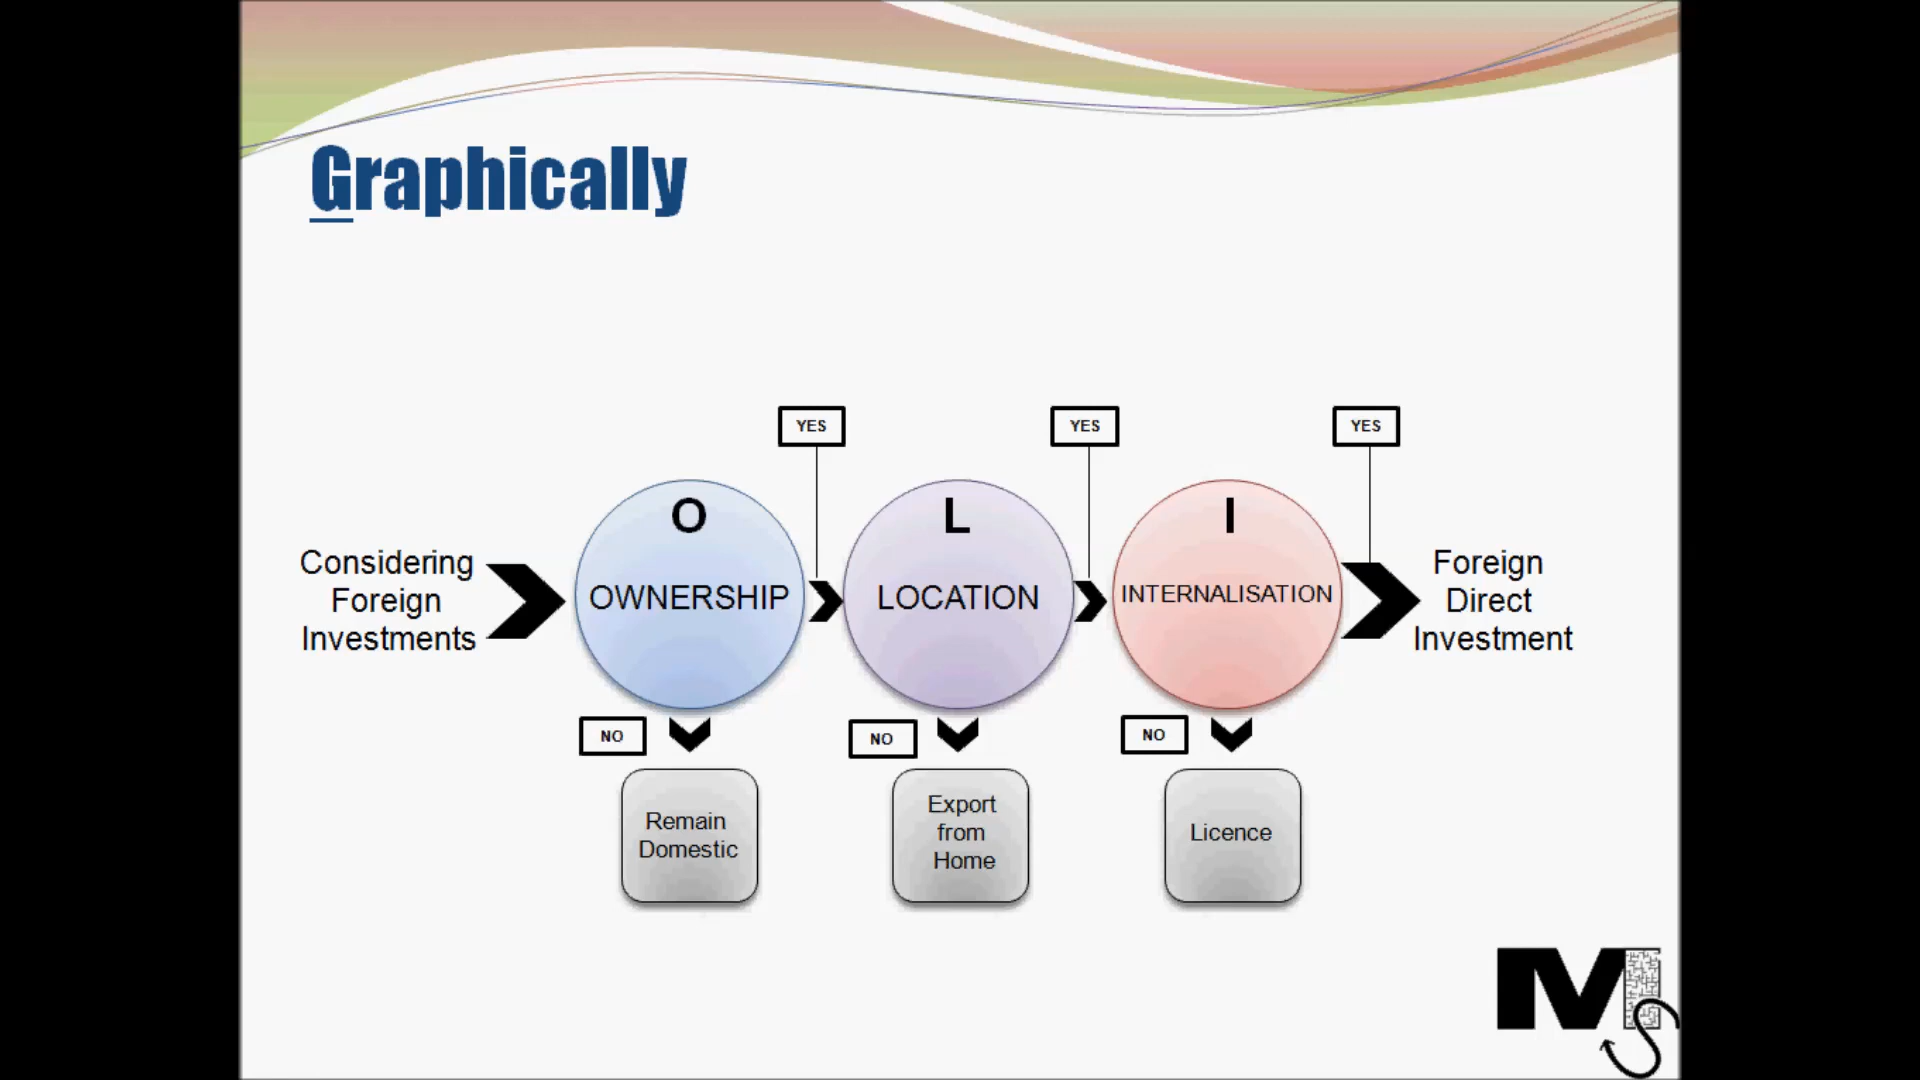 Graphically
YES
YES
YES
Considering
Foreign
Investments
O
OWNERSHIP
L
LOCATION
I
INTERNALISATION
Foreign
Direct
Investment
NO
NO
NO
Remain
Domestic
Export
from
Home
Licence
M
S